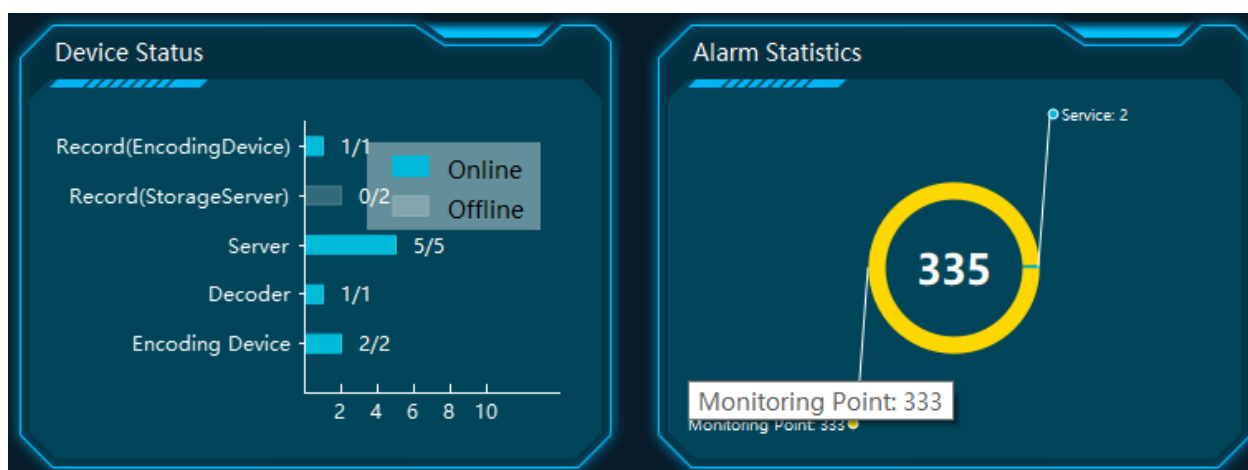 Device Status
Record(EncodingDevice)
1/1
Record(StorageServer)
0/2
Server
5/5
Decoder
1/1
Encoding Device
2/2
2 4 6 8 10
Online
Offline
Alarm Statistics
Service: 2
335
Monitoring Point: 333
Monitoring Point: 333